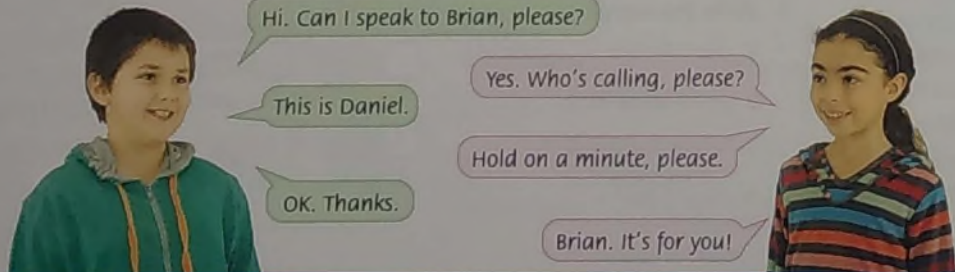 Hi. Can I speak to Brian, please?
Yes. Who's calling, please?
This is Daniel.
Hold on a minute, please.
OK. Thanks.
Brian. It's for you!